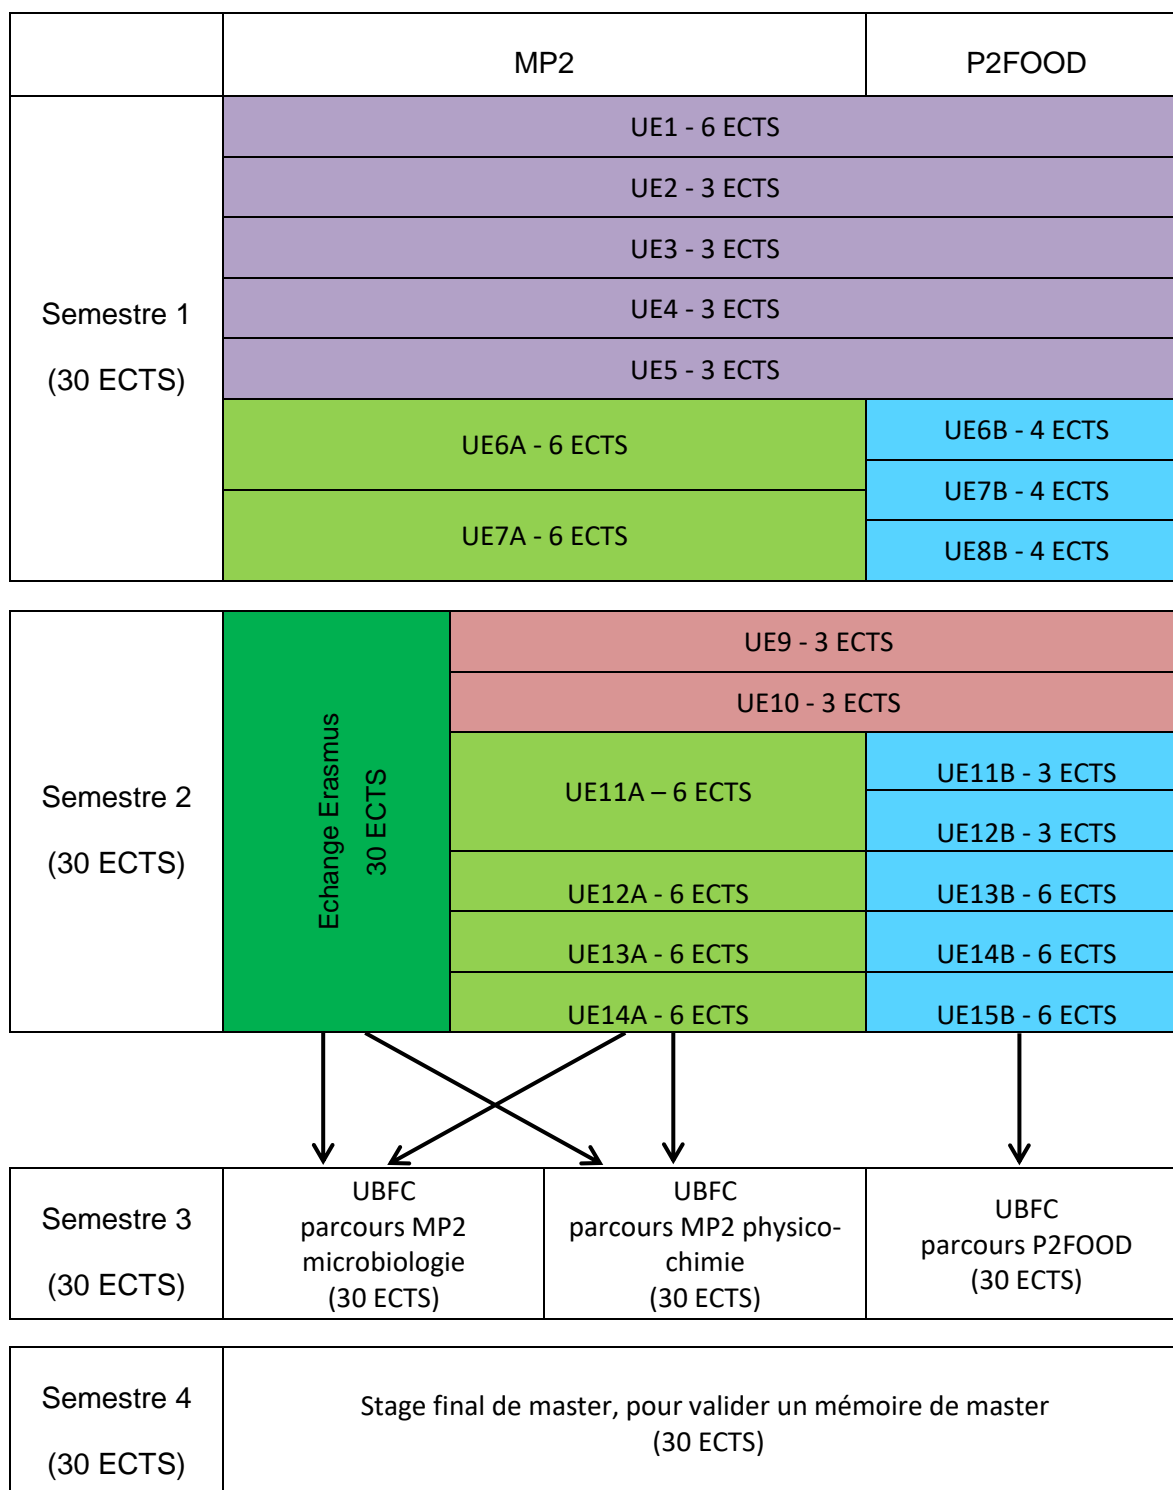 MP2
P2FOOD
Semestre 1
(30 ECTS)
UE1 - 6 ECTS
UE2 - 3 ECTS
UE3 - 3 ECTS
UE4 - 3 ECTS
UE5 - 3 ECTS
UE6A - 6 ECTS
UE7A - 6 ECTS
UE6B - 4 ECTS
UE7B - 4 ECTS
UE8B - 4 ECTS
Semestre 2
(30 ECTS)
Echange Erasmus
30 ECTS
UE9 - 3 ECTS
UE10 - 3 ECTS
UE11A – 6 ECTS
UE12A - 6 ECTS
UE13A - 6 ECTS
UE14A - 6 ECTS
UE11B - 3 ECTS
UE12B - 3 ECTS
UE13B - 6 ECTS
UE14B - 6 ECTS
UE15B - 6 ECTS
Semestre 3
(30 ECTS)
UBFC
parcours MP2
microbiologie
(30 ECTS)
UBFC
parcours MP2 physico-
chimie
(30 ECTS)
UBFC
parcours P2FOOD
(30 ECTS)
Semestre 4
(30 ECTS)
Stage final de master, pour valider un mémoire de master
(30 ECTS)